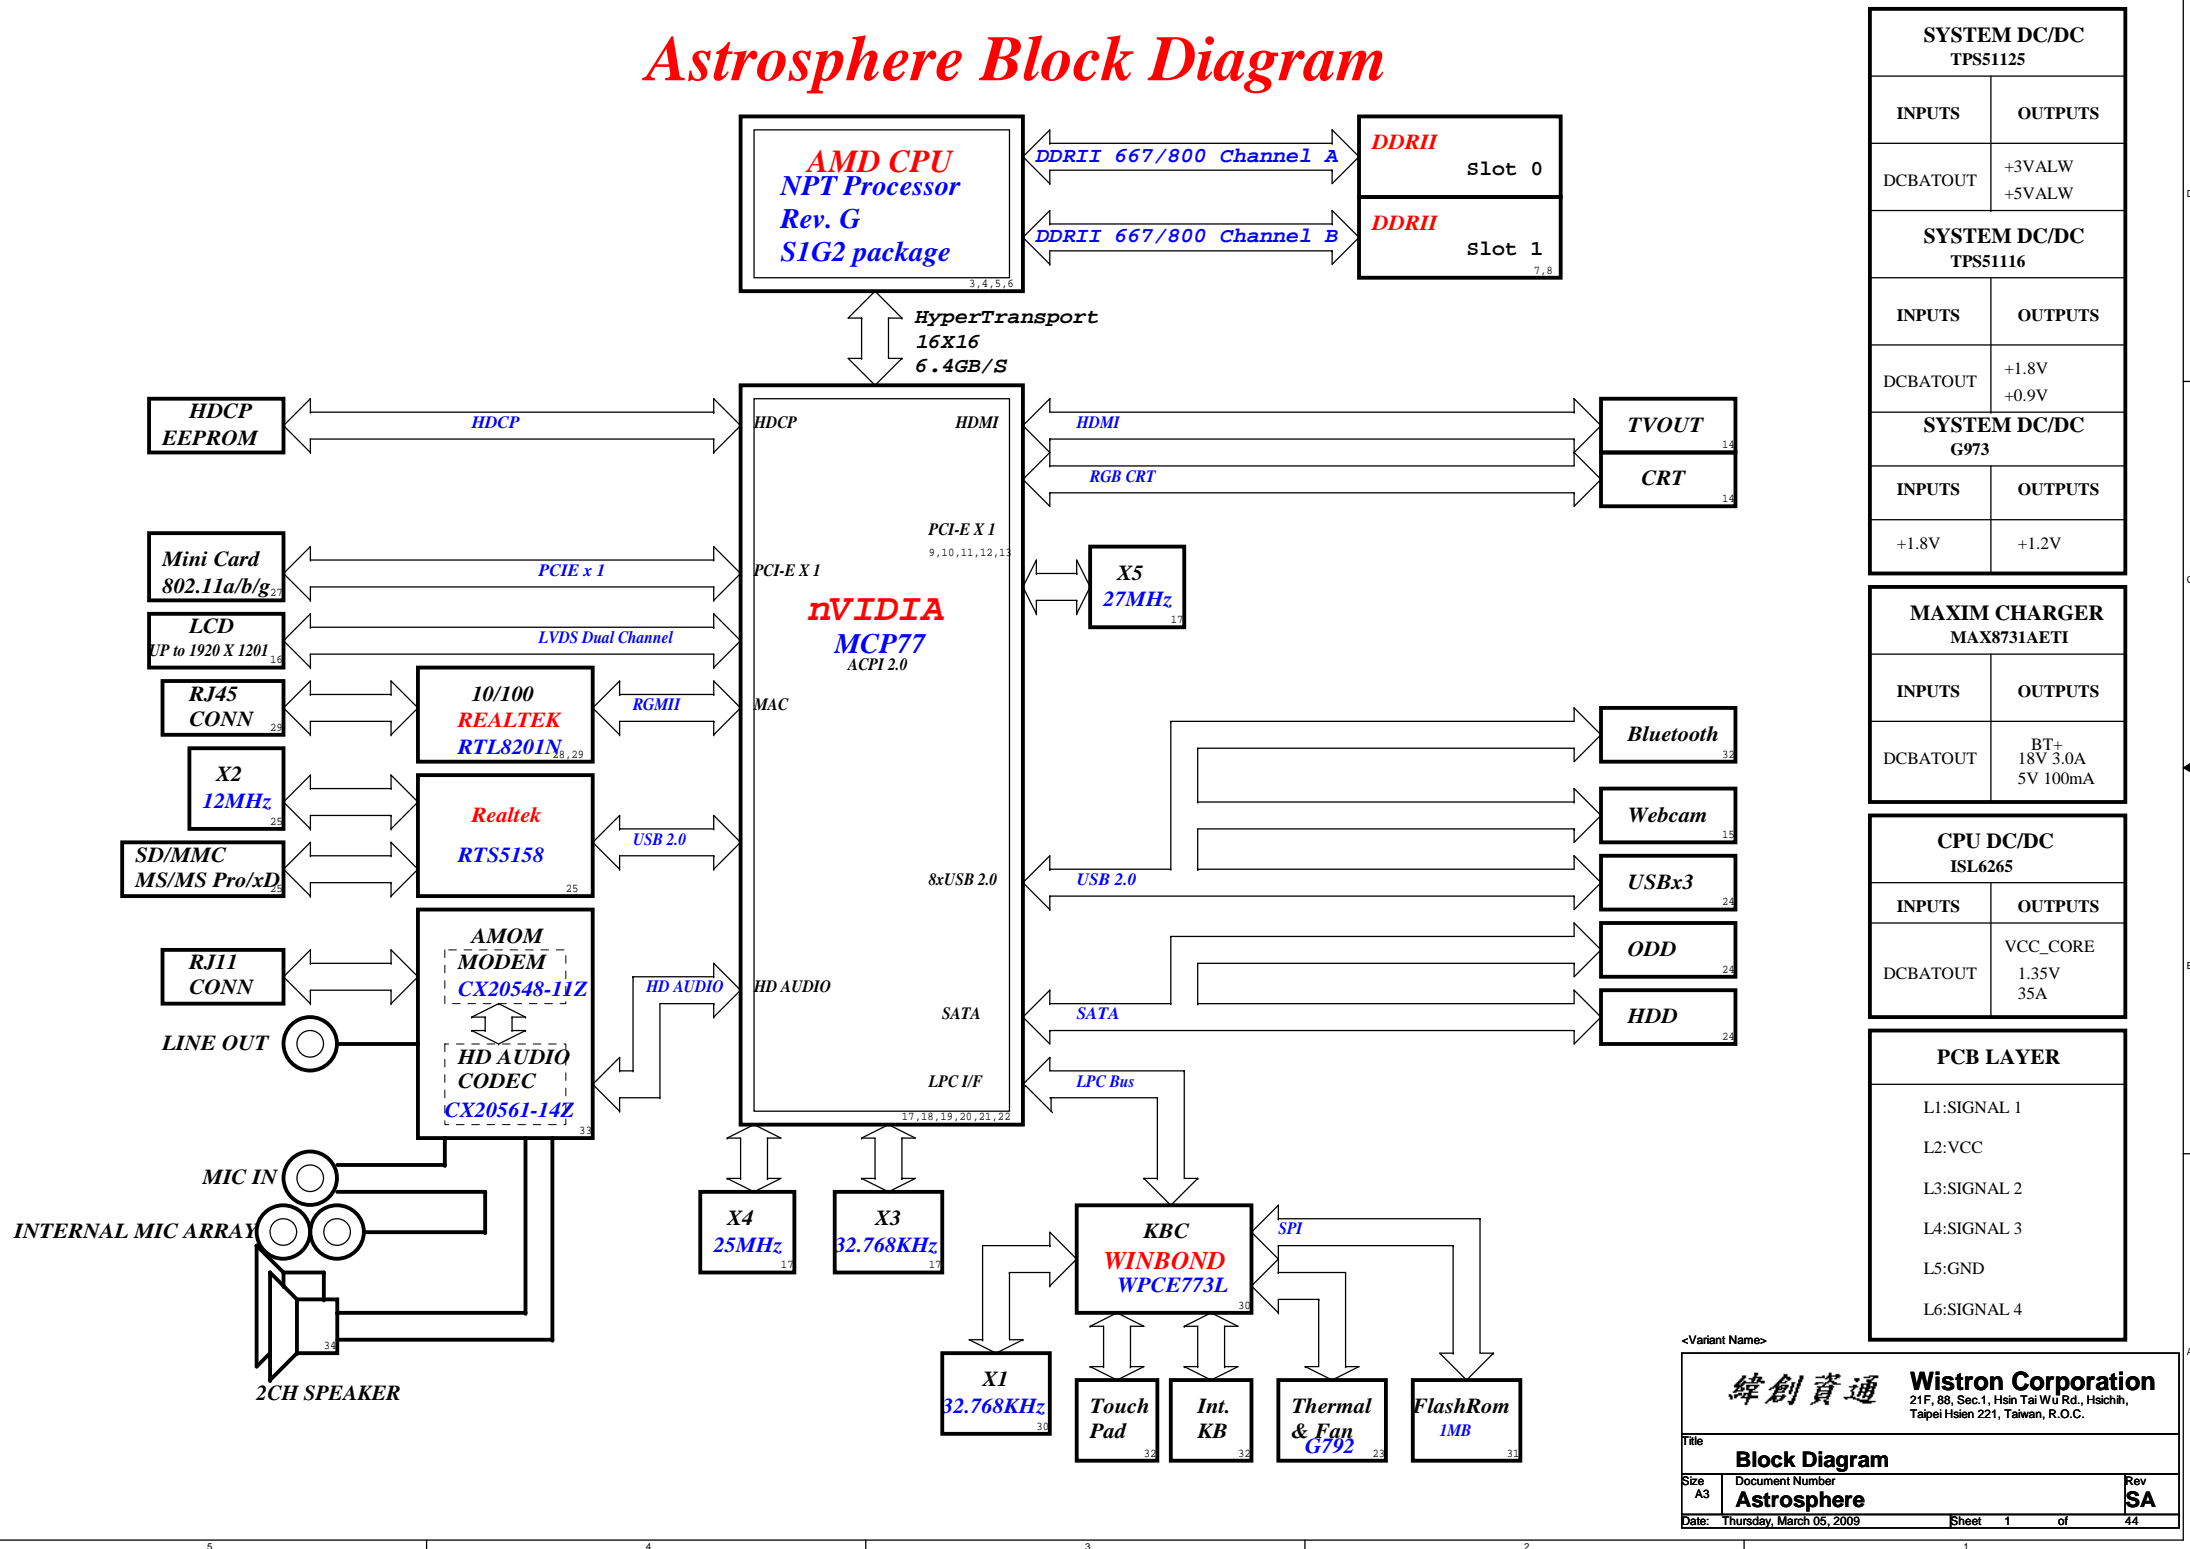 Astrosphere Block Diagram
AMD CPU
NPT Processor
Rev. G
S1G2 package
3,4,5,6
DDRII 667/800 Channel A
DDRII 667/800 Channel B
DDRII
Slot 0
DDRII
Slot 1
7,8
HyperTransport
16X16
6.4GB/S
HDCP
EEPROM
HDCP
HDCP
HDMI
HDMI
TVOUT
14
RGB CRT
CRT
14
PCI-E X 1
9,10,11,12,13
Mini Card
802.11a/b/g
27
PCIE x 1
PCI-E X 1
X5
27MHz
17
nVIDIA
MCP77
ACPI 2.0
LCD
UP to 1920 X 1201
16
LVDS Dual Channel
RJ45
CONN
29
10/100
REALTEK
RTL8201N
28,29
RGMII
MAC
X2
12MHz
25
Realtek
RTS5158
25
USB 2.0
SD/MMC
MS/MS Pro/xD
25
8xUSB 2.0
USB 2.0
Bluetooth
32
Webcam
15
USBx3
24
AMOM
MODEM
CX20548-11Z
HD AUDIO
CODEC
CX20561-14Z
33
RJ11
CONN
LINE OUT
HD AUDIO
HD AUDIO
SATA
SATA
ODD
24
HDD
24
LPC I/F
LPC Bus
17,18,19,20,21,22
MIC IN
INTERNAL MIC ARRAY
34
2CH SPEAKER
X4
25MHz
17
X3
32.768KHz
17
KBC
WINBOND
WPCE773L
30
SPI
X1
32.768KHz
30
Touch
Pad
32
Int.
KB
32
Thermal
& Fan
G792
23
FlashRom
1MB
31
SYSTEM DC/DC
TPS51125
INPUTS OUTPUTS
DCBATOUT
+3VALW
+5VALW
SYSTEM DC/DC
TPS51116
INPUTS OUTPUTS
DCBATOUT
+1.8V
+0.9V
SYSTEM DC/DC
G973
INPUTS OUTPUTS
+1.8V +1.2V
MAXIM CHARGER
MAX8731AETI
INPUTS OUTPUTS
DCBATOUT
BT+
18V 3.0A
5V 100mA
CPU DC/DC
ISL6265
INPUTS OUTPUTS
DCBATOUT
VCC_CORE
1.35V
35A
PCB LAYER
L1:SIGNAL 1
L2:VCC
L3:SIGNAL 2
L4:SIGNAL 3
L5:GND
L6:SIGNAL 4
<Variant Name>
緯創資通
Wistron Corporation
21F, 88, Sec.1, Hsin Tai Wu Rd., Hsichih,
Taipei Hsien 221, Taiwan, R.O.C.
Title
Block Diagram
Size
A3
Document Number
Astrosphere
Rev
SA
Date: Thursday, March 05, 2009 Sheet 1 of 44
5 4 3 2 1